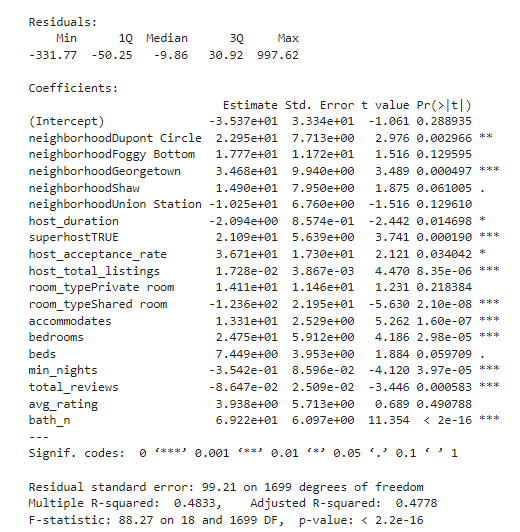 Residuals:
    Min      1Q  Median      3Q     Max
-331.77  -50.25   -9.86   30.92  997.62

Coefficients:
                            Estimate Std. Error t value Pr(>|t|)
(Intercept)               -3.537e+01  3.334e+01  -1.061 0.288935
neighborhoodDupont Circle  2.295e+01  7.713e+00   2.976 0.002966 **
neighborhoodFoggy Bottom   1.777e+01  1.172e+01   1.516 0.129595
neighborhoodGeorgetown     3.468e+01  9.940e+00   3.489 0.000497 ***
neighborhoodShaw           1.490e+01  7.950e+00   1.875 0.061005 .
neighborhoodUnion Station -1.025e+01  6.760e+00  -1.516 0.129610
host_duration             -2.094e+00  8.574e-01  -2.442 0.014698 *
superhostTRUE              2.109e+01  5.639e+00   3.741 0.000190 ***
host_acceptance_rate       3.671e+01  1.730e+01   2.121 0.034042 *
host_total_listings        1.728e-02  3.867e-03   4.470 8.35e-06 ***
room_typePrivate room      1.411e+01  1.146e+01   1.231 0.218384
room_typeShared room      -1.236e+02  2.195e+01  -5.630 2.10e-08 ***
accommodates               1.331e+01  2.529e+00   5.262 1.60e-07 ***
bedrooms                   2.475e+01  5.912e+00   4.186 2.98e-05 ***
beds                       7.449e+00  3.953e+00   1.884 0.059709 .
min_nights                -3.542e-01  8.596e-02  -4.120 3.97e-05 ***
total_reviews             -8.647e-02  2.509e-02  -3.446 0.000583 ***
avg_rating                 3.938e+00  5.713e+00   0.689 0.490788
bath_n                     6.922e+01  6.097e+00  11.354  < 2e-16 ***
---
Signif. codes:  0 ‘***’ 0.001 ‘**’ 0.01 ‘*’ 0.05 ‘.’ 0.1 ‘ ’ 1

Residual standard error: 99.21 on 1699 degrees of freedom
Multiple R-squared:  0.4833,    Adjusted R-squared:  0.4778
F-statistic: 88.27 on 18 and 1699 DF,  p-value: < 2.2e-16